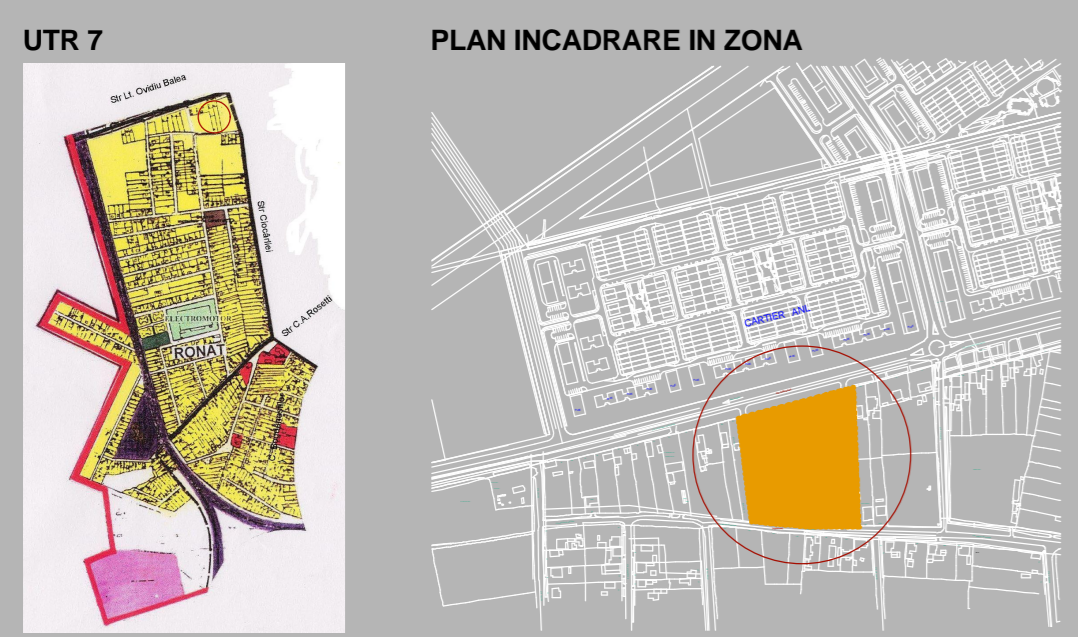 UTR 7
PLAN INCADRARE IN ZONA
Str Lt. Ovidiu Balea
Str Ciocârliei
ELECTROMOTOR
RONAT
Str C.A.Rosetti
CARTIER ANL